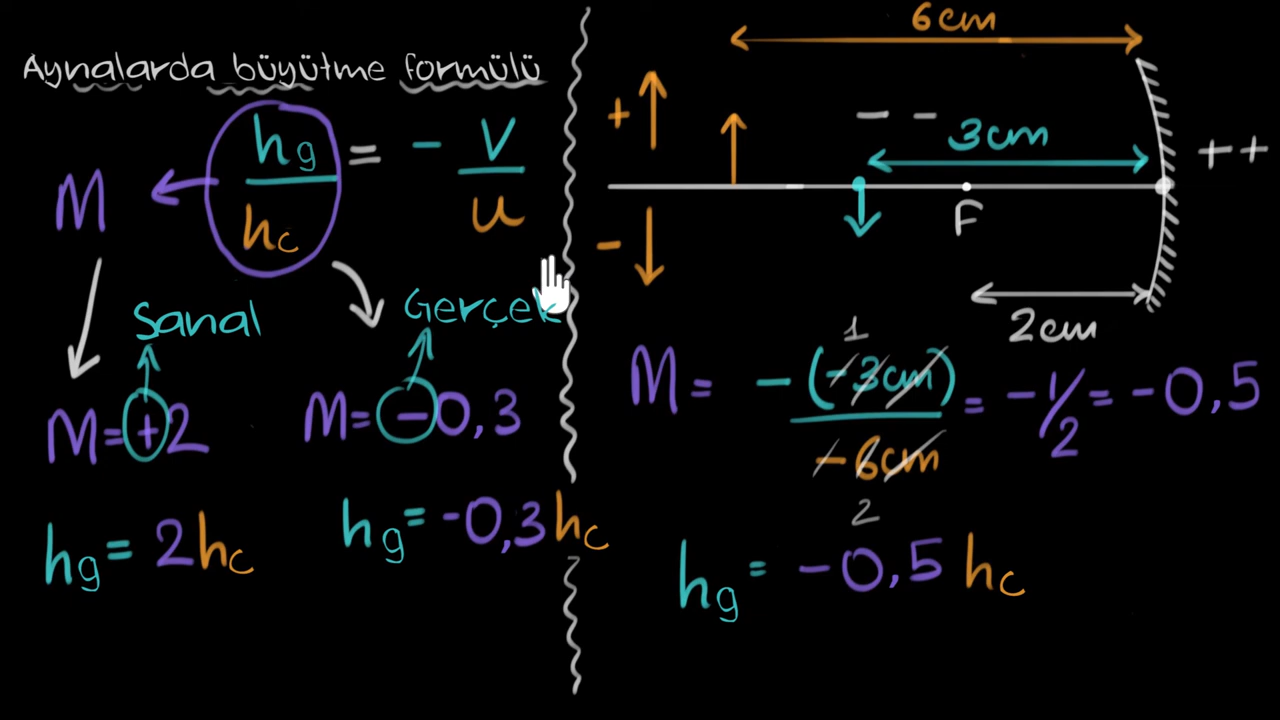 Aynalarda büyütme formülü
M ← hg/hc = - v/u
Sanal
Gerçek
M=+2
M=-0,3
hg=2hc
hg=-0,3hc
6cm
+
- -
3cm
++
-
F
2cm
1
M= -(-3cm)/-6cm = -1/2 = -0,5
2
hg= -0,5 hc